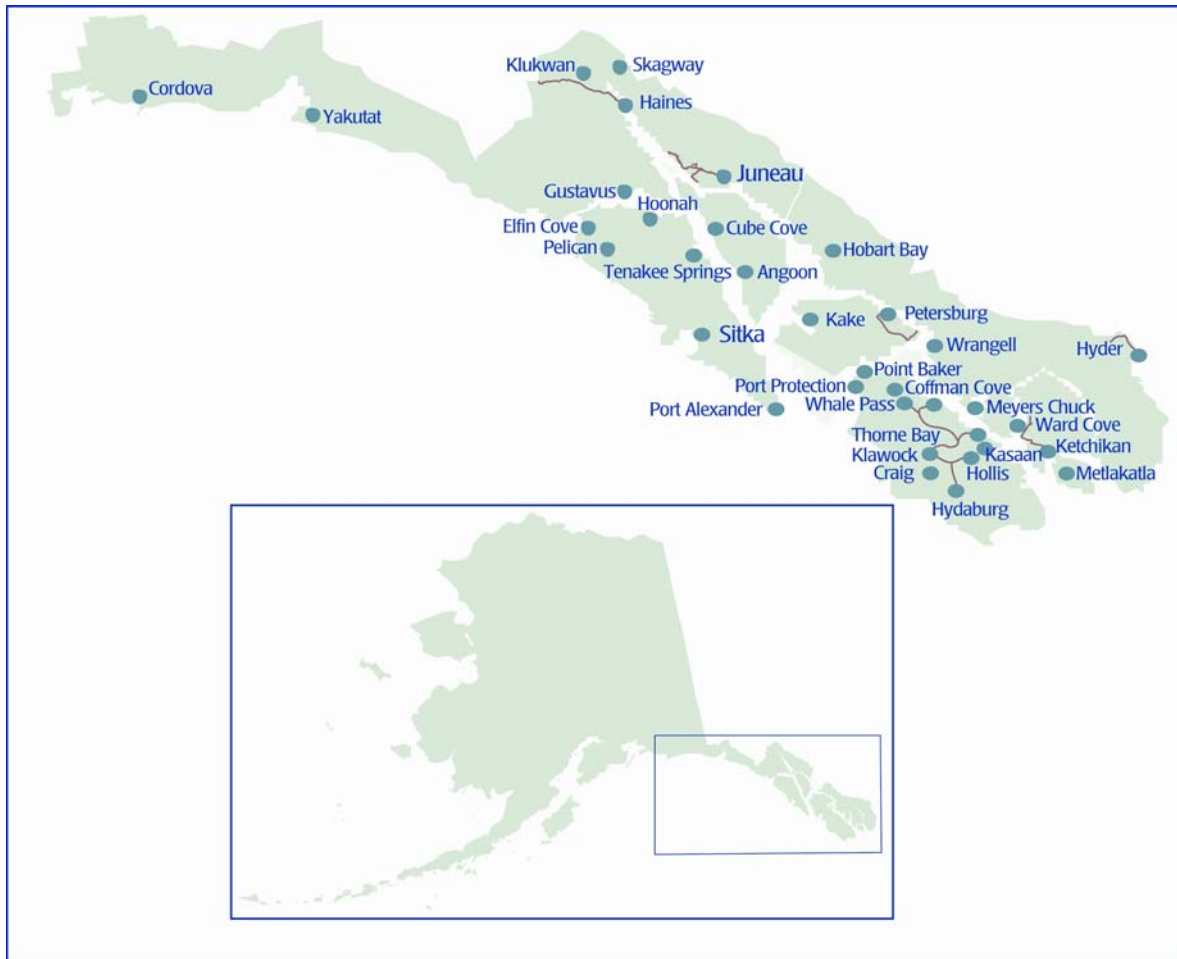 Klukwan
Skagway
Cordova
Haines
Yakutat
Juneau
Gustavus
Hoonah
Elfin Cove
Cube Cove
Pelican
Hobart Bay
Tenakee Springs
Angoon
Kake
Petersburg
Sitka
Wrangell
Hyder
Point Baker
Port Protection
Coffman Cove
Port Alexander
Whale Pass
Meyers Chuck
Ward Cove
Thorne Bay
Ketchikan
Klawock
Kasaan
Craig
Hollis
Metlakatla
Hydaburg